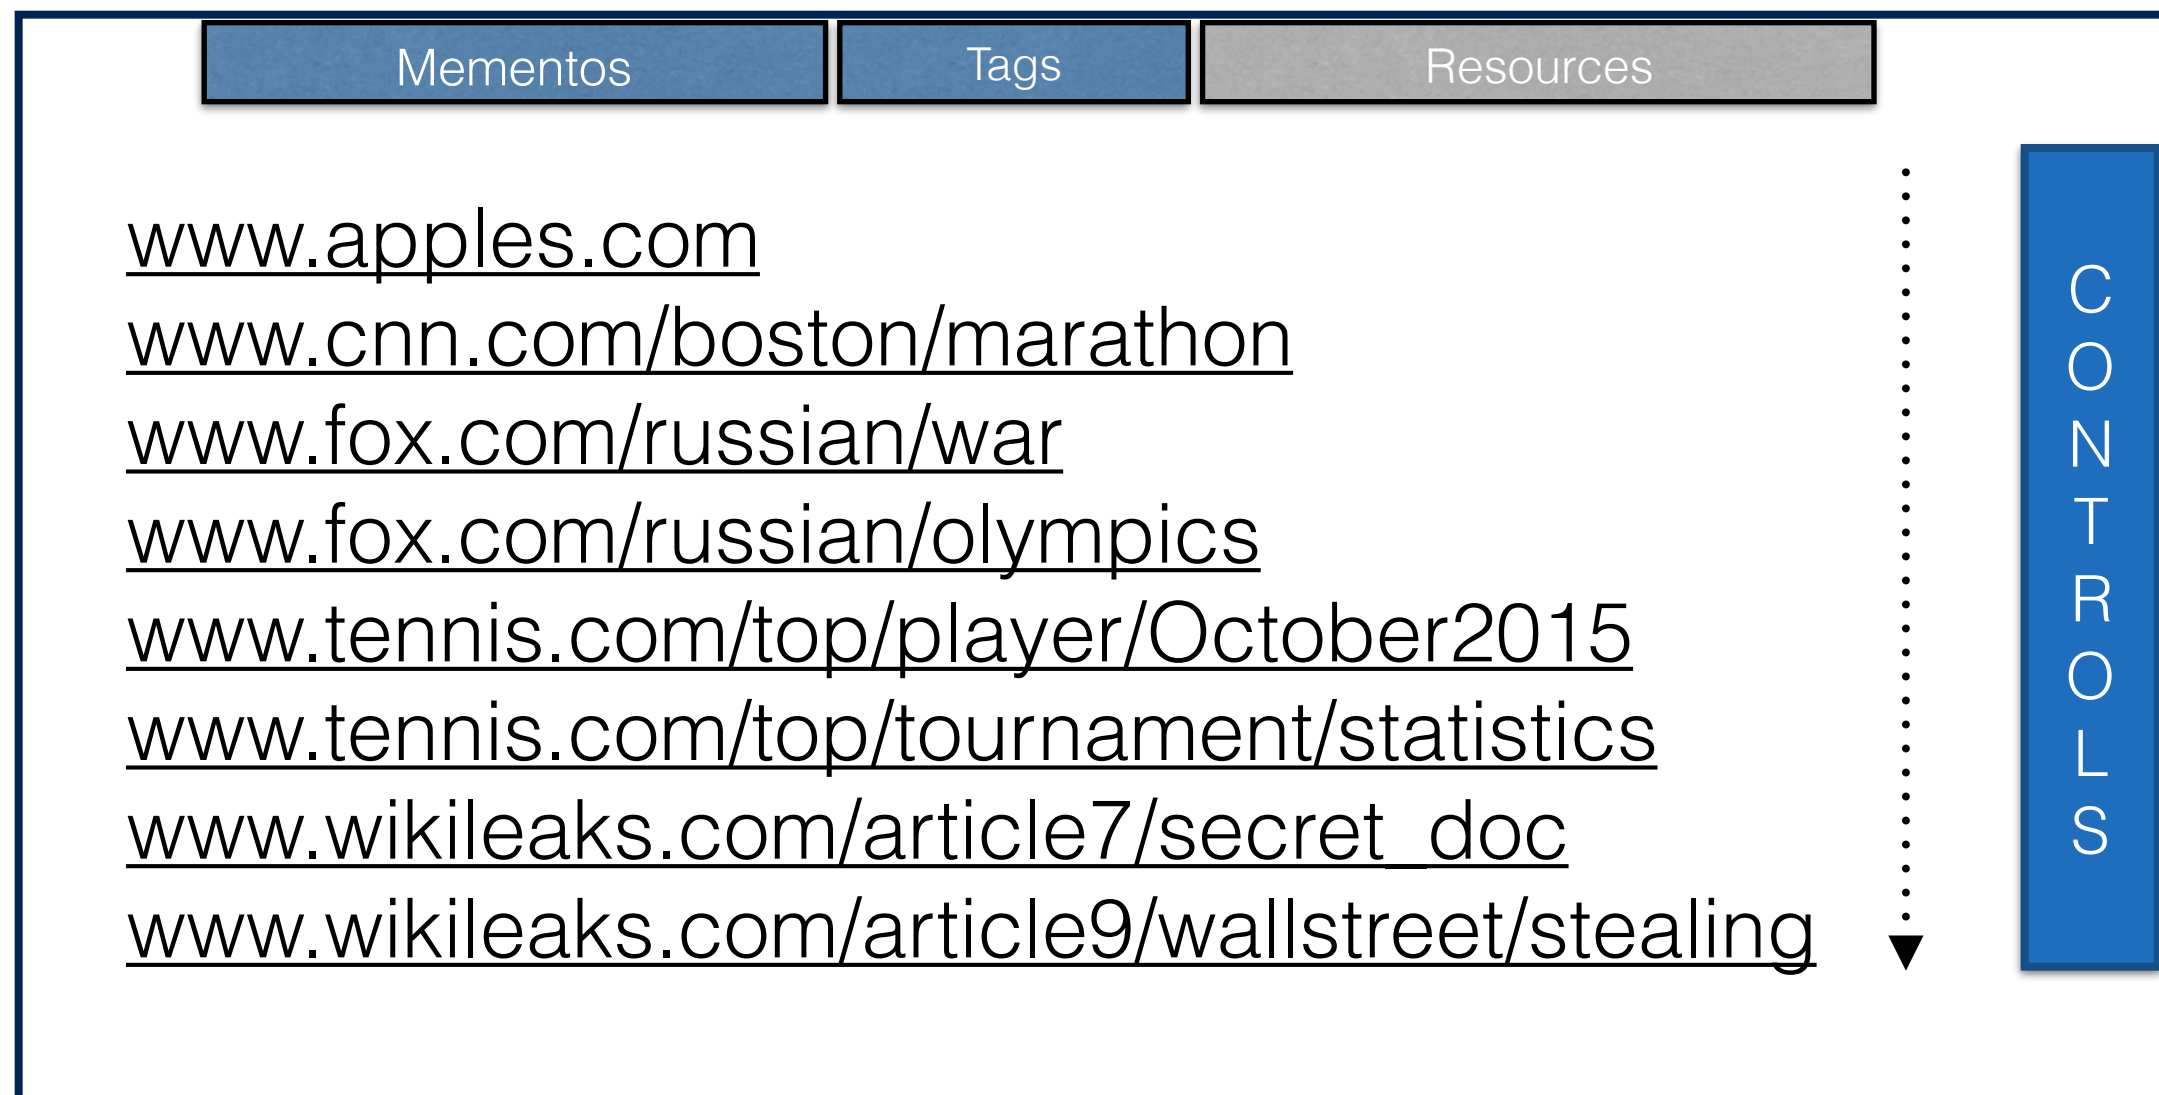 Mementos Tags Resources
www.apples.com
www.cnn.com/boston/marathon
www.fox.com/russian/war
www.fox.com/russian/olympics
www.tennis.com/top/player/October2015
www.tennis.com/top/tournament/statistics
www.wikileaks.com/article7/secret_doc
www.wikileaks.com/article9/wallstreet/stealing
C
O
N
T
R
O
L
S